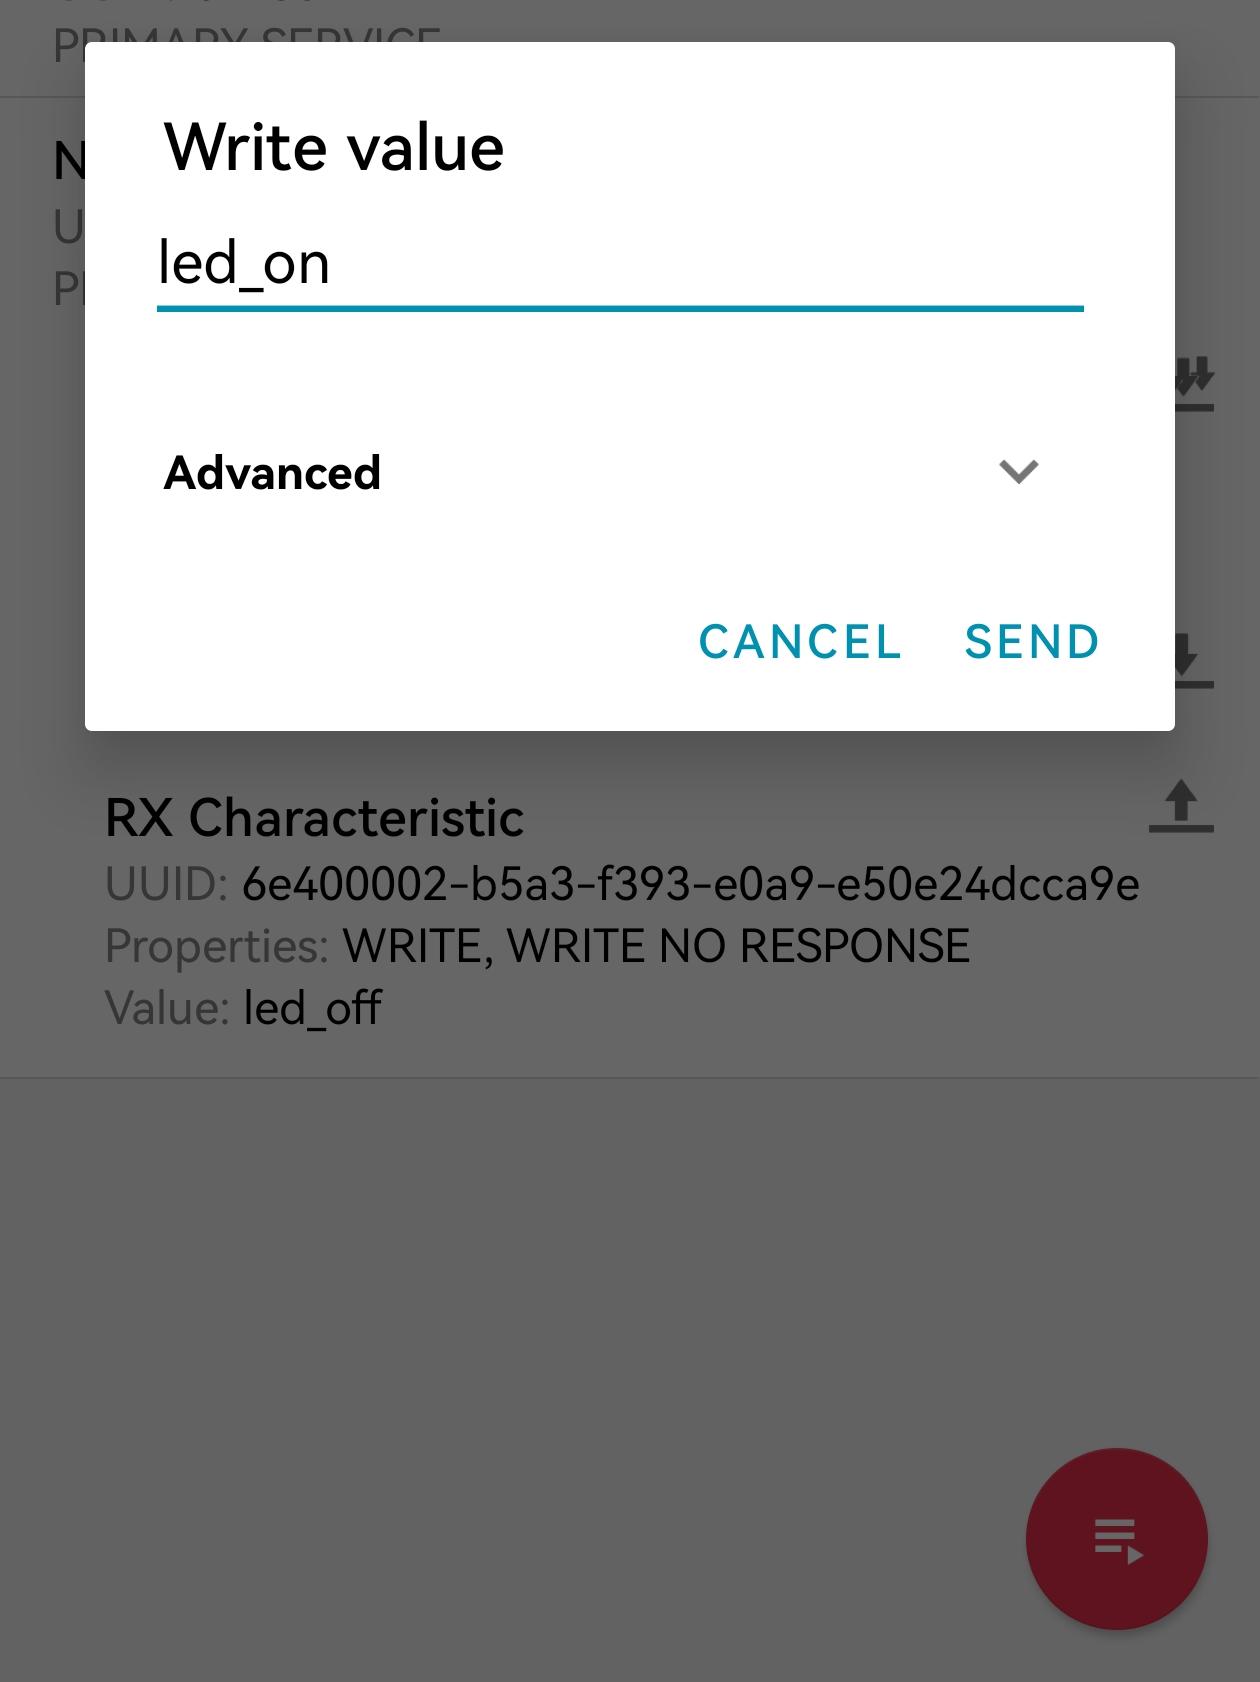 PRIMARY SERVICE
Write value
led_on
Advanced
CANCEL SEND
RX Characteristic
UUID: 6e400002-b5a3-f393-e0a9-e50e24dcca9e
Properties: WRITE, WRITE NO RESPONSE
Value: led_off